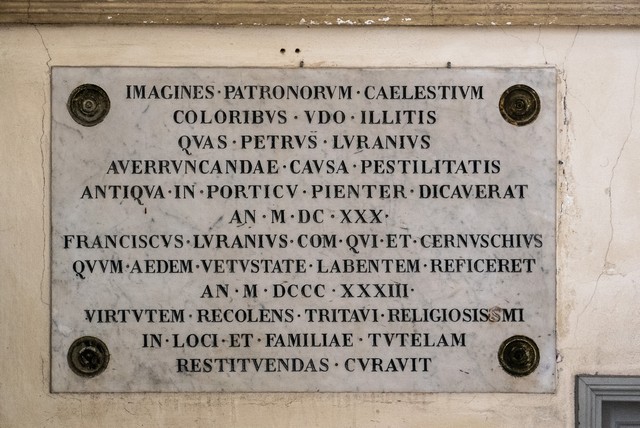 IMAGINES·PATRONORVM·CAELESTIVM
COLORIBVS·VDO·ILLITIS
QVAS·PETRVS·LVRANIVS
AVERRVNCANDAE·CAVSA·PESTILITATIS
ANTIQVA·IN·PORTICV·PIENTER·DICAVERAT
AN·M·DC·XXX·
FRANCISCVS·LVRANIVS·COM·QVI·ET·CERNVSCHIVS
QVVM·AEDEM·VETVSTATE·LABENTEM·REFICERET
AN·M·DCCC·XXXIII·
VIRTVTEM·RECOLENS·TRITAVI·RELIGIOSISSMI
IN·LOCI·ET·FAMILIAE·TVTELAM
RESTITVENDAS·CVRAVIT